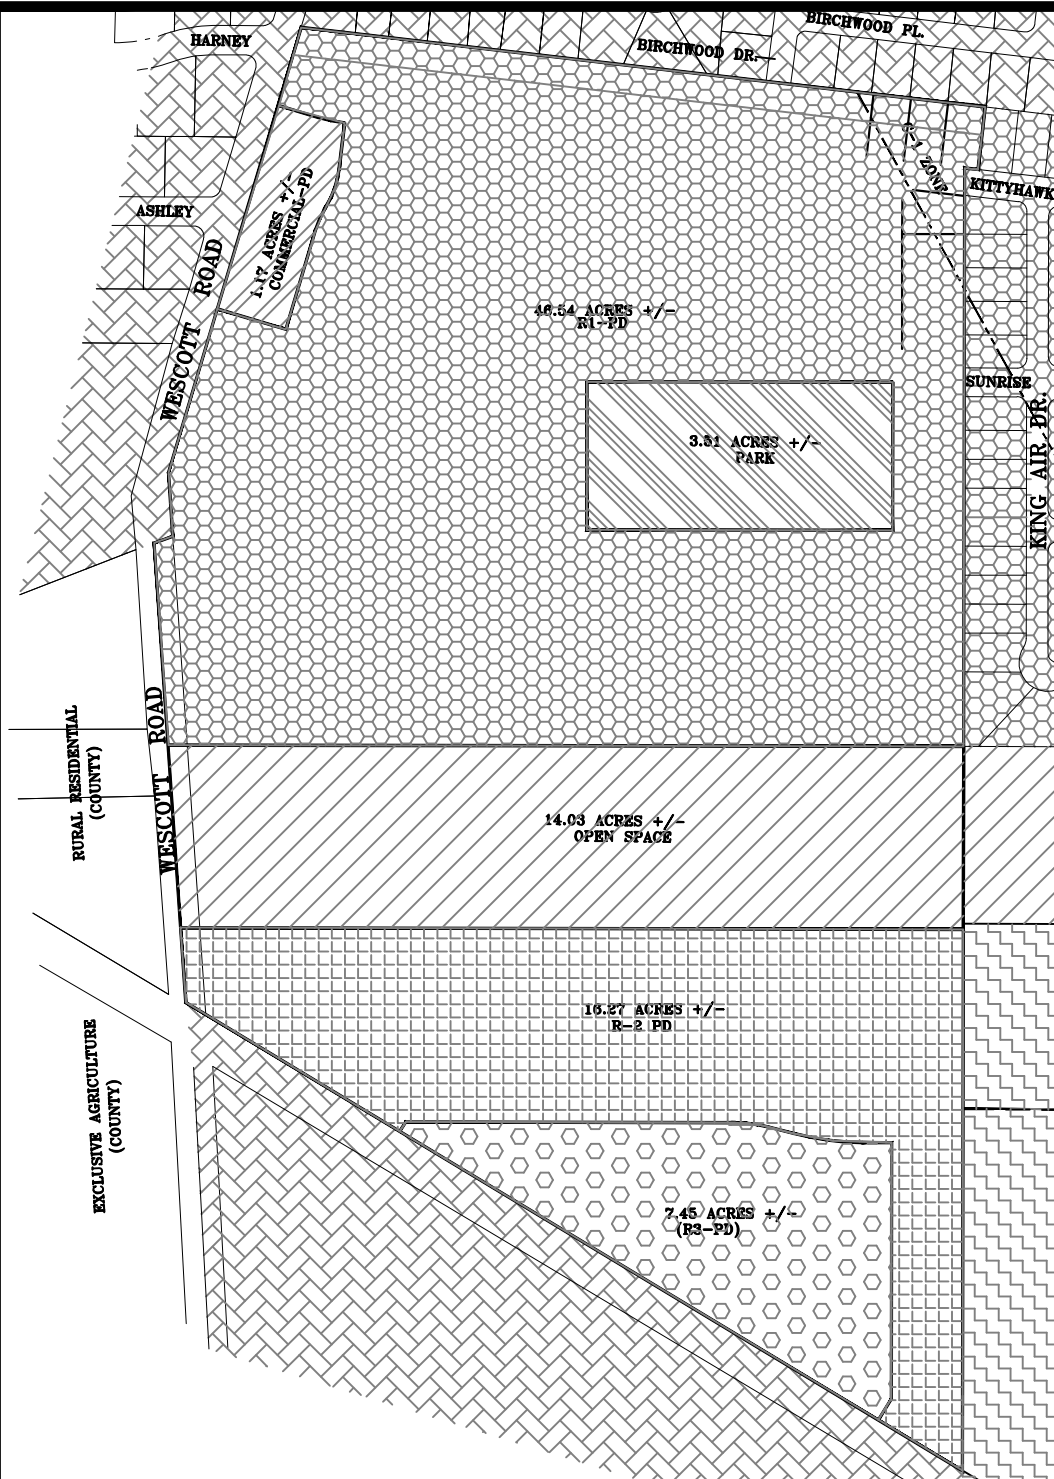 HARNEY
BIRCHWOOD PL.
BIRCHWOOD DR.
C-1 ZONE
KITTYHAWK
ASHLEY
1.17 ACRES +/-
COMMERCIAL-PD
WESCOTT ROAD
46.54 ACRES +/-
R1-PD
SUNRISE
KING AIR DR.
3.51 ACRES +/-
PARK
WESCOTT ROAD
RURAL RESIDENTIAL
(COUNTY)
14.03 ACRES +/-
OPEN SPACE
16.27 ACRES +/-
R-2 PD
EXCLUSIVE AGRICULTURE
(COUNTY)
7.45 ACRES +/-
(R3-PD)